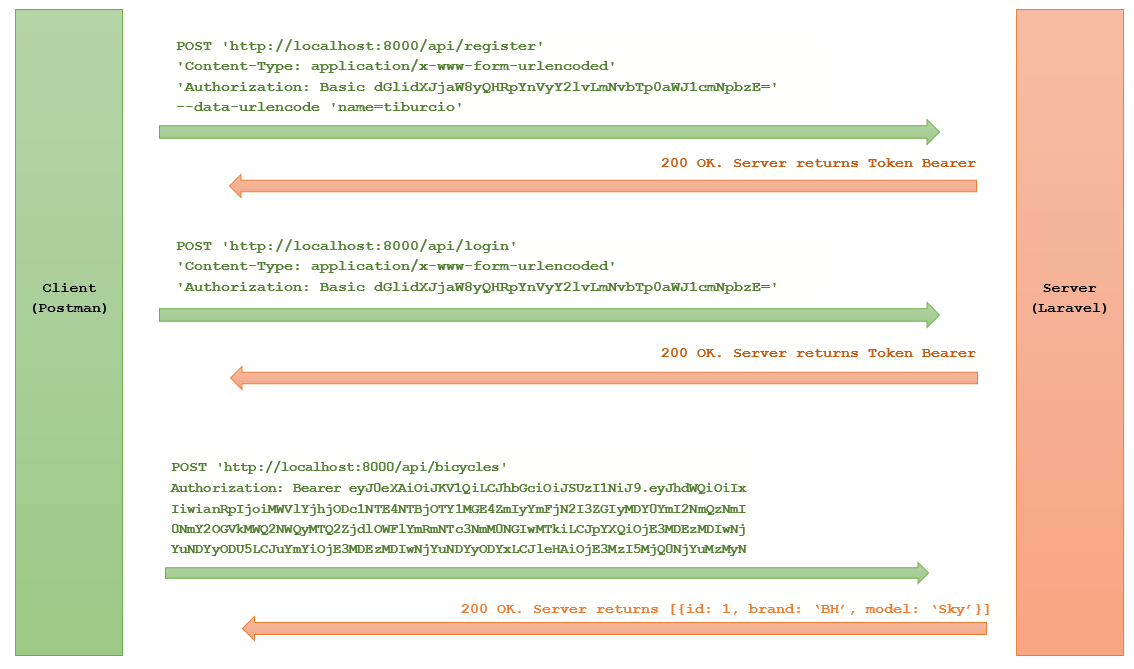 POST 'http://localhost:8000/api/register'
'Content-Type: application/x-www-form-urlencoded'
'Authorization: Basic dGlidXJjaW8yQHRpYnVyY2lvLmNvbTp0aWJ1cmNpbzE='
--data-urlencode 'name=tiburcio'
200 OK. Server returns Token Bearer
POST 'http://localhost:8000/api/login'
'Content-Type: application/x-www-form-urlencoded'
'Authorization: Basic dGlidXJjaW8yQHRpYnVyY2lvLmNvbTp0aWJ1cmNpbzE='
Client
(Postman)
Server
(Laravel)
200 OK. Server returns Token Bearer
POST 'http://localhost:8000/api/bicycles'
Authorization: Bearer eyJ0eXAiOiJKV1QiLCJhbGciOiJSUzI1NiJ9.eyJhdWQiOiIx
IiwianRpIjoiMWVlYjhjODc1NTE4NTBjOTY1MGE4ZmIyYmFjN2I3ZGIyMDY0YmI2NmQzNmI
0NmY2OGVkMWQ2NWQyMTQ2ZjdlOWFlYmRmNTc3NmM0NGIwMTkiLCJpYXQiOjE3MDEzMDIwNj
YuNDYyODU5LCJuYmYiOjE3MDEzMDIwNjYuNDYyODYxLCJleHAiOjE3MzI5MjQ0NjYuMzMyN
200 OK. Server returns [{id: 1, brand: ‘BH’, model: ‘Sky’}]